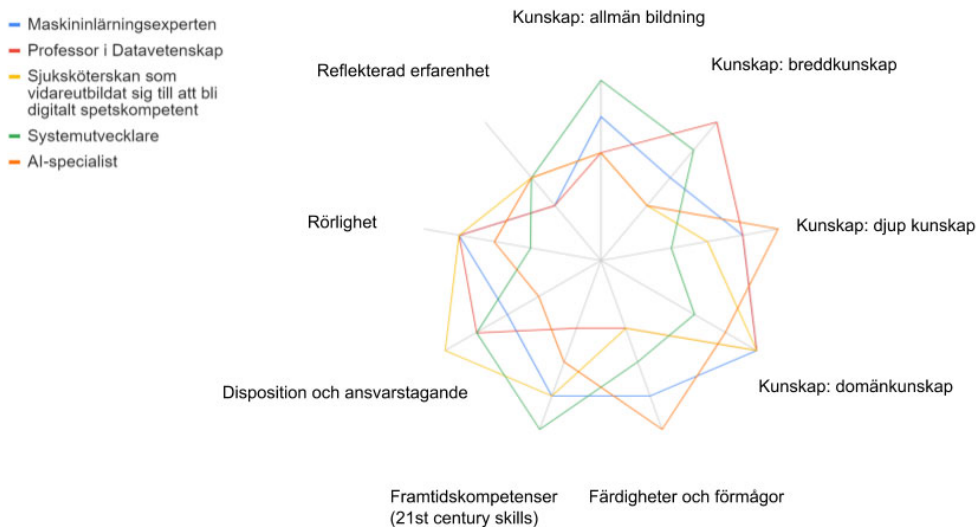 Maskininlärningsexperten
Professor i Datavetenskap
Sjuksköterskan som
vidareutbildat sig till att bli
digitalt spetskompetent
Systemutvecklare
AI-specialist
Kunskap: allmän bildning
Kunskap: breddkunskap
Kunskap: djup kunskap
Kunskap: domänkunskap
Färdigheter och förmågor
Framtidskompetenser
(21st century skills)
Disposition och ansvarstagande
Rörlighet
Reflekterad erfarenhet